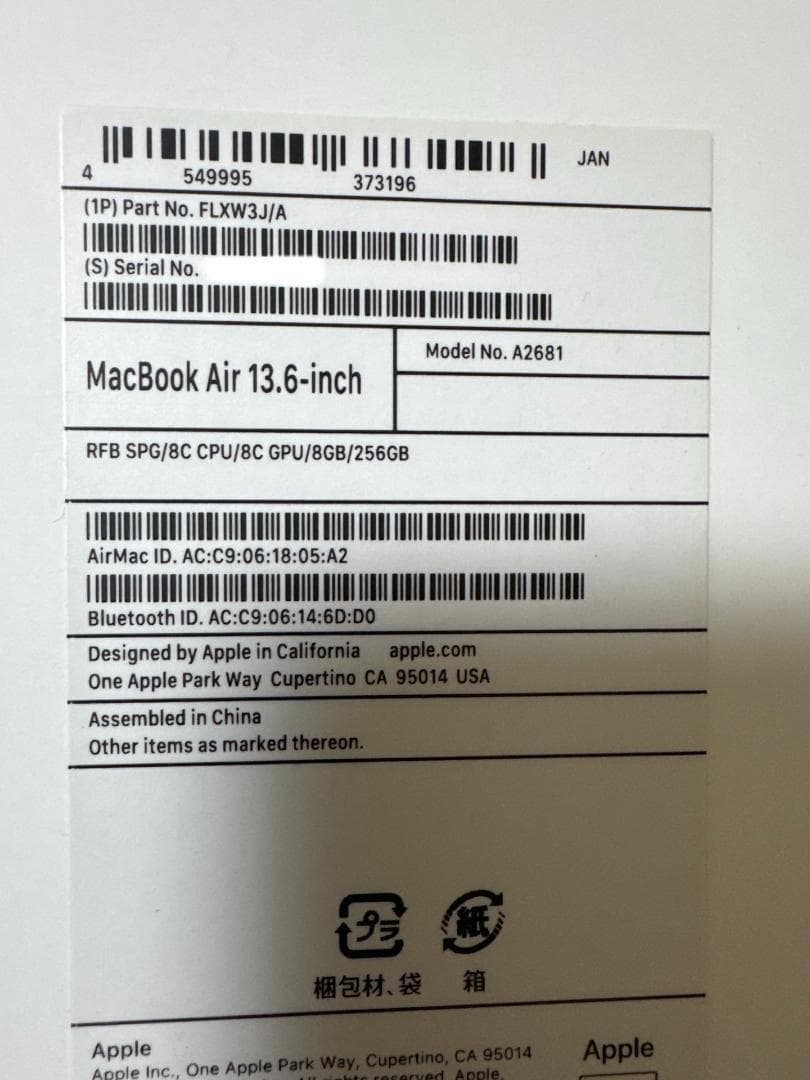 4 549995 373196 JAN
(1P) Part No. FLXW3J/A
(S) Serial No.
MacBook Air 13.6-inch
Model No. A2681
RFB SPG/8C CPU/8C GPU/8GB/256GB
AirMac ID. AC:C9:06:18:05:A2
Bluetooth ID. AC:C9:06:14:6D:D0
Designed by Apple in California apple.com
One Apple Park Way Cupertino CA 95014 USA
Assembled in China
Other items as marked thereon.
プラ 紙
梱包材、袋 箱
Apple
Apple Inc., One Apple Park Way, Cupertino, CA 95014
All rights reserved. Apple,
Apple